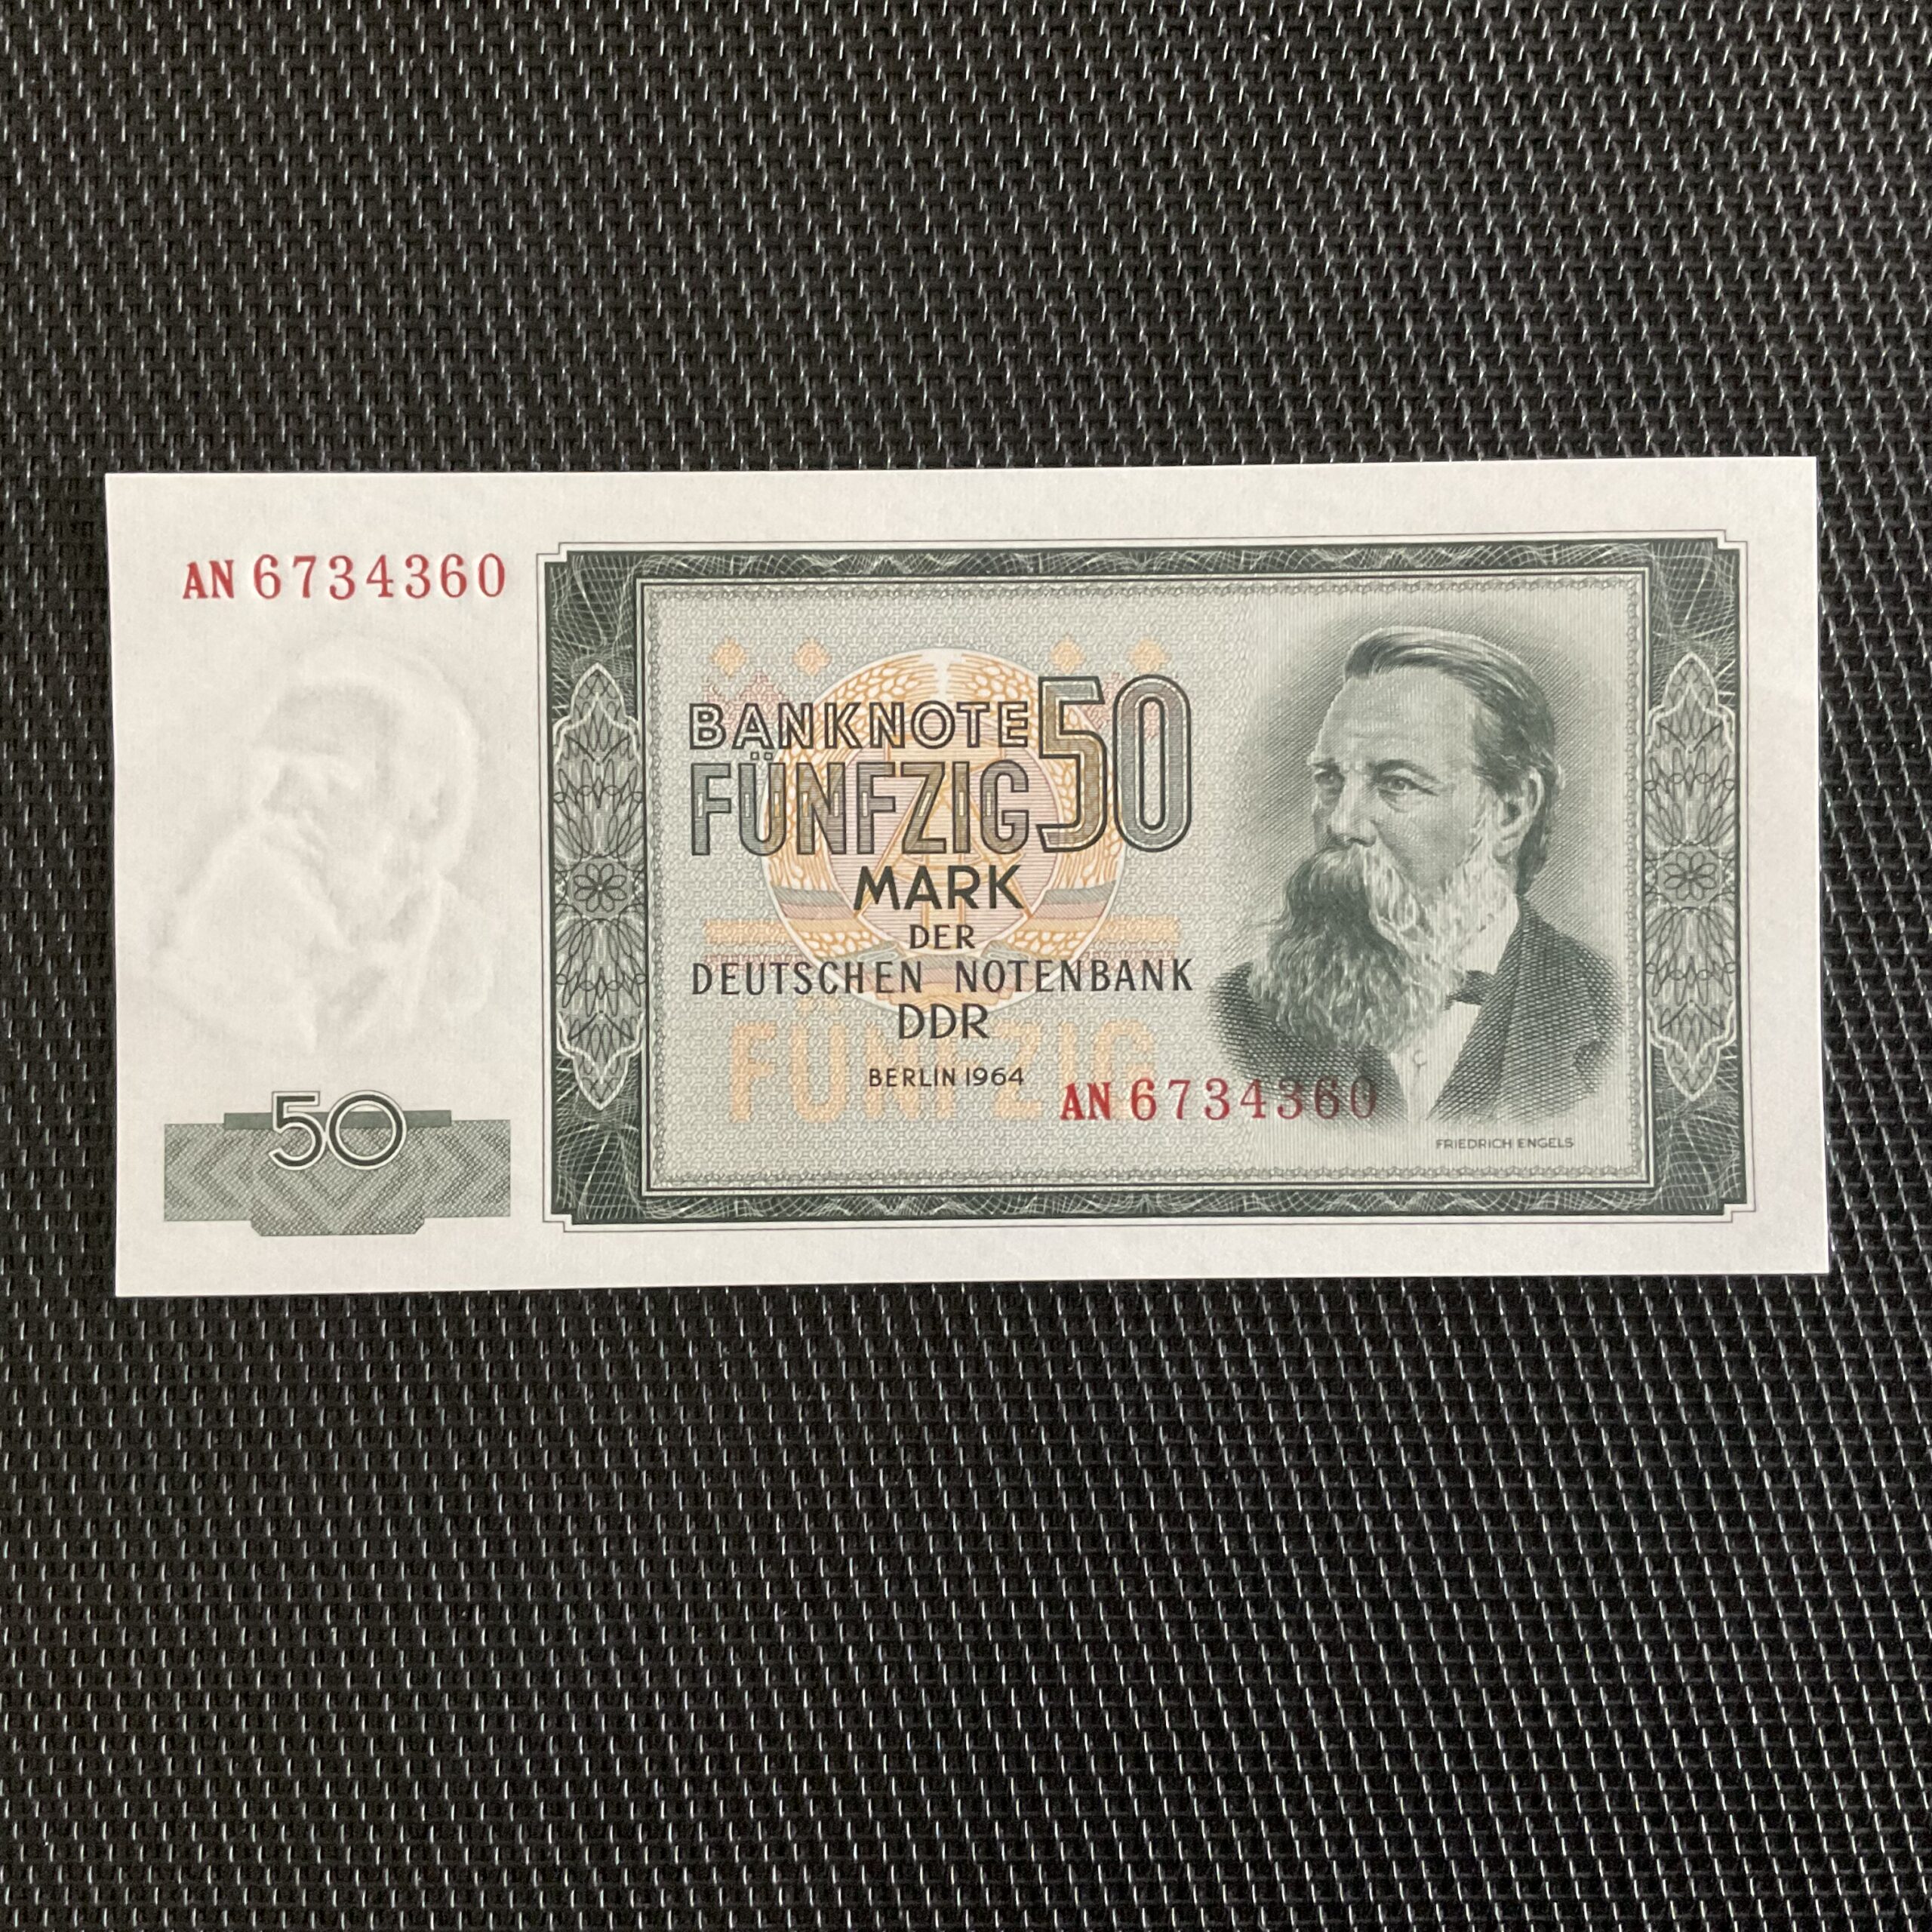 AN 6734360
BANKNOTE 50
FÜNFZIG
MARK
DER
DEUTSCHEN NOTENBANK
DDR
FÜNFZIG
BERLIN 1964
AN 6734360
FRIEDRICH ENGELS
50